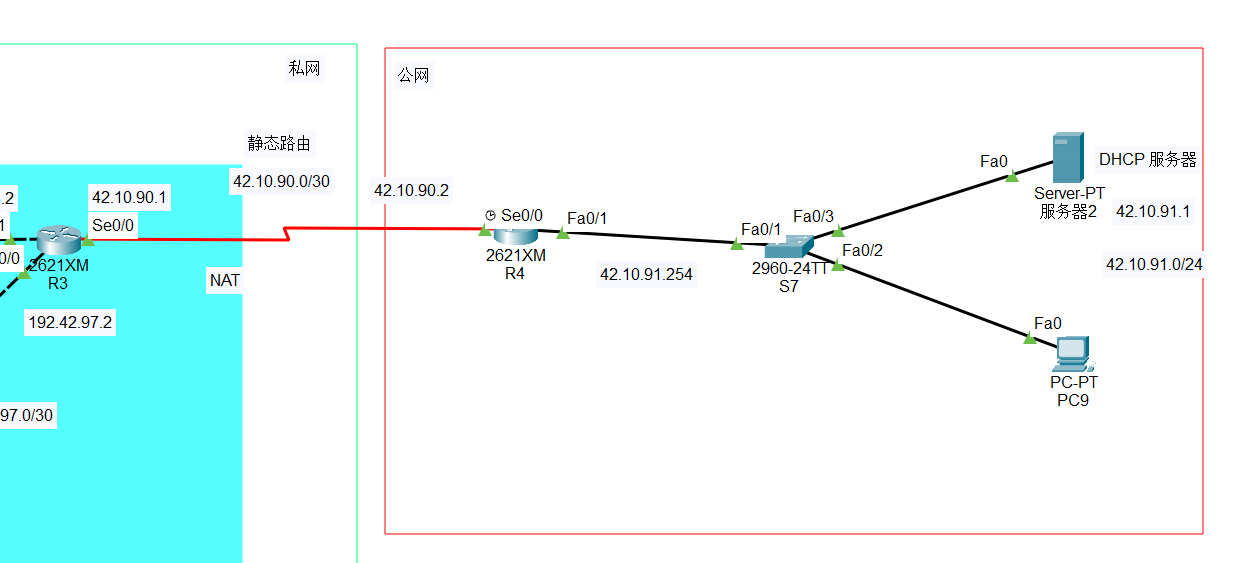 私网
公网
静态路由
42.10.90.0/30
42.10.90.2
.2
42.10.90.1
1
Se0/0
0/0
2621XM
R3
NAT
192.42.97.2
97.0/30
Se0/0
Fa0/1
2621XM
R4
42.10.91.254
Fa0/1
Fa0/3
Fa0/2
2960-24TT
S7
Fa0
DHCP 服务器
Server-PT
服务器2
42.10.91.1
42.10.91.0/24
Fa0
PC-PT
PC9